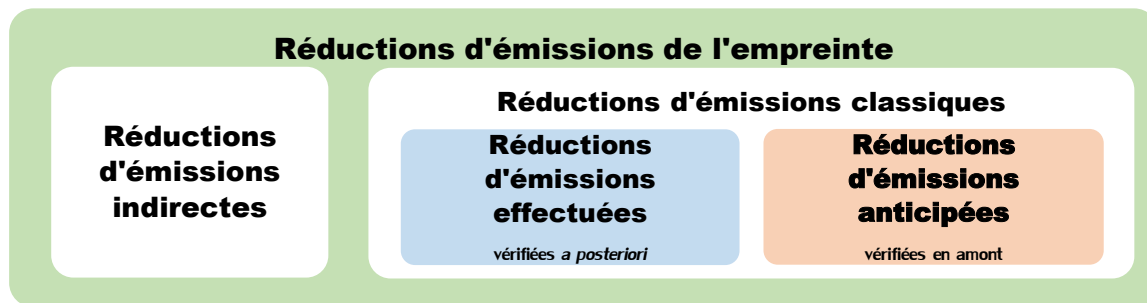 Réductions d'émissions de l'empreinte
Réductions
d'émissions
indirectes
Réductions d'émissions classiques
Réductions
d'émissions
effectuées
vérifiées a posteriori
Réductions
d'émissions
anticipées
vérifiées en amont